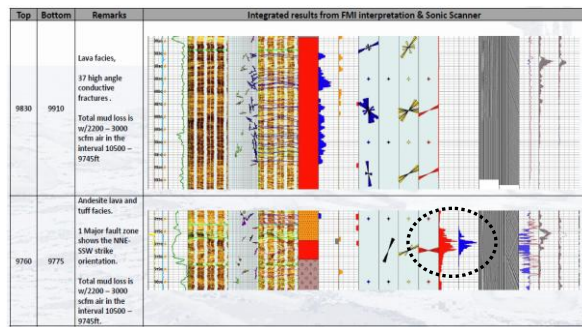 Top Bottom Remarks Integrated results from FMI interpretation & Sonic Scanner
9830 9910
Lava facies,
37 high angle
conductive
fractures .
Total mud loss is
w/2200 – 3000
scfm air in the
interval 10500 –
9745ft
9760 9775
Andesite lava and
tuff facies.
1 Major fault zone
shows the NNE-
SSW strike
orientation.
Total mud loss is
w/2200 – 3000
scfm air in the
interval 10500 –
9745ft.